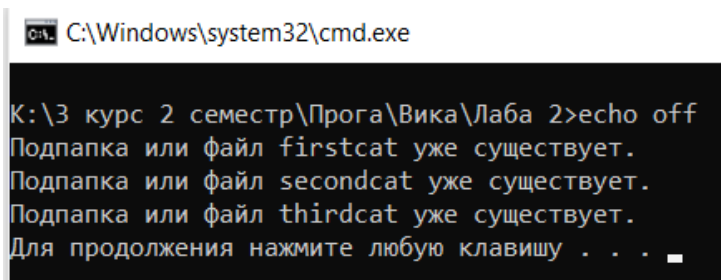 C:\Windows\system32\cmd.exe
K:\3 курс 2 семестр\Прога\Вика\Лаба 2>echo off
Подпапка или файл firstcat уже существует.
Подпапка или файл secondcat уже существует.
Подпапка или файл thirdcat уже существует.
Для продолжения нажмите любую клавишу . . .